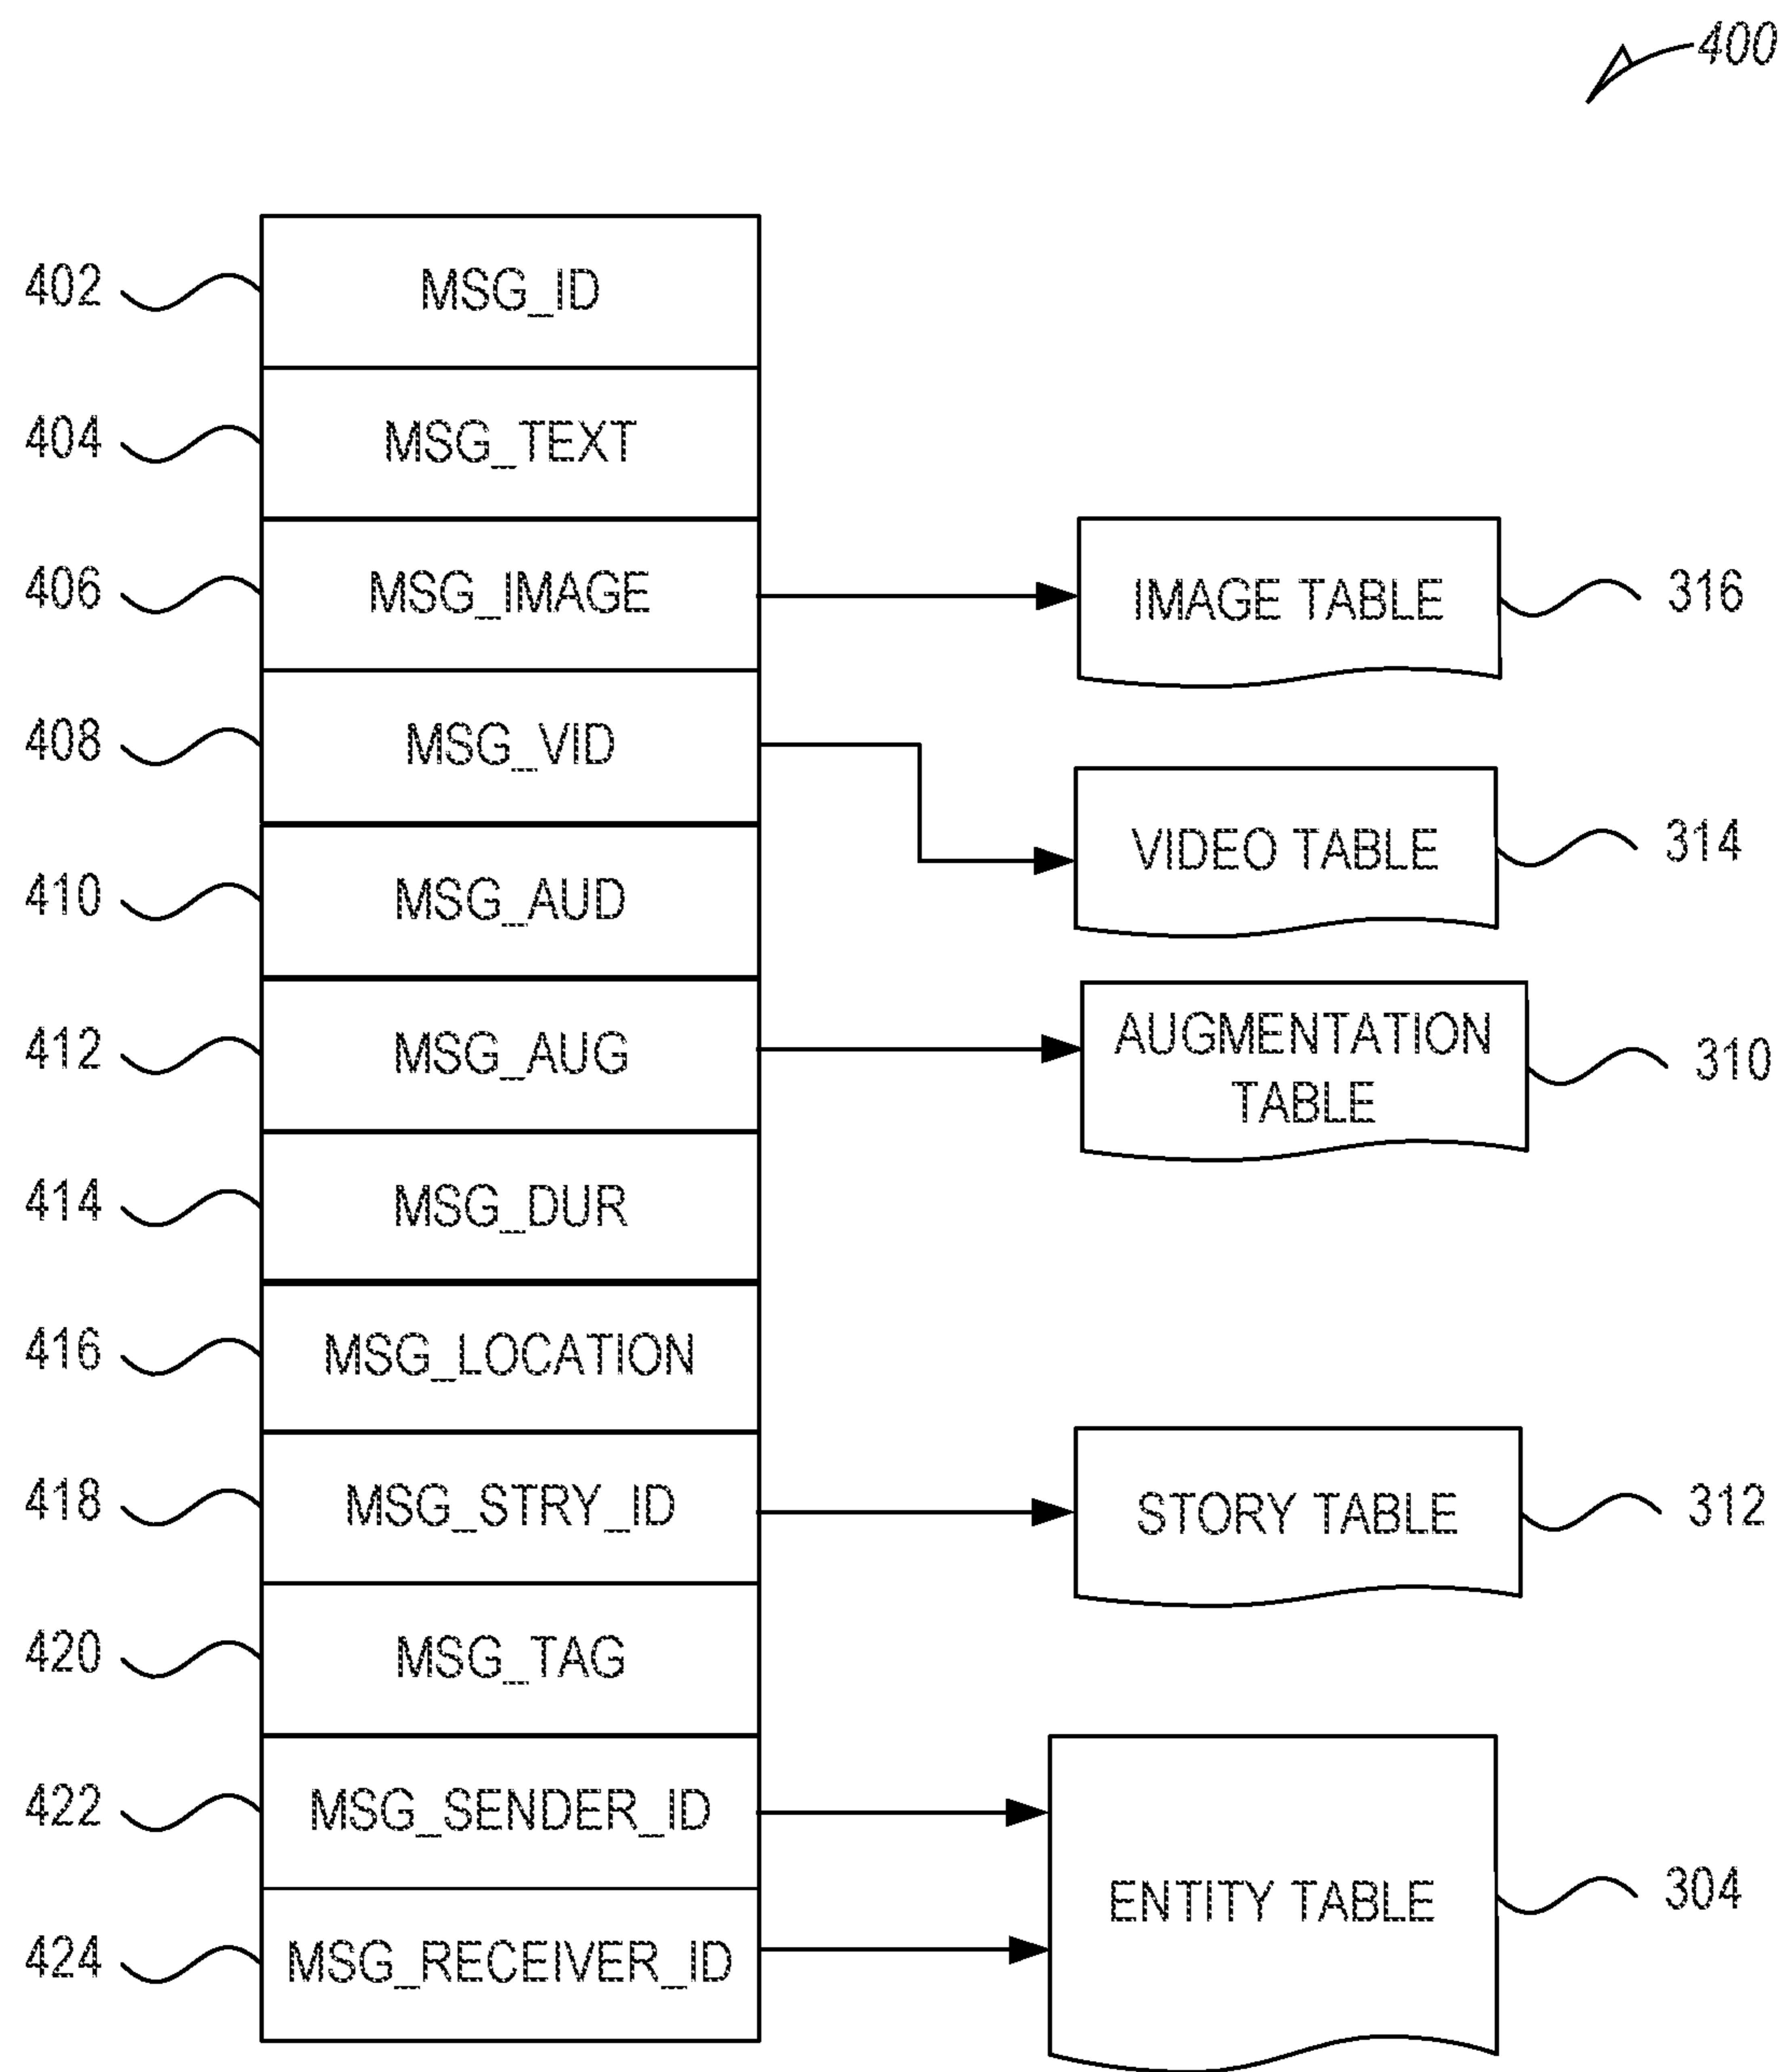 400
402 MSG_ID
404 MSG_TEXT
406 MSG_IMAGE IMAGE TABLE 316
408 MSG_VID VIDEO TABLE 314
410 MSG_AUD
412 MSG_AUG AUGMENTATION
TABLE 310
414 MSG_DUR
416 MSG_LOCATION
418 MSG_STRY_ID STORY TABLE 312
420 MSG_TAG
422 MSG_SENDER_ID
ENTITY TABLE 304
424 MSG_RECEIVER_ID